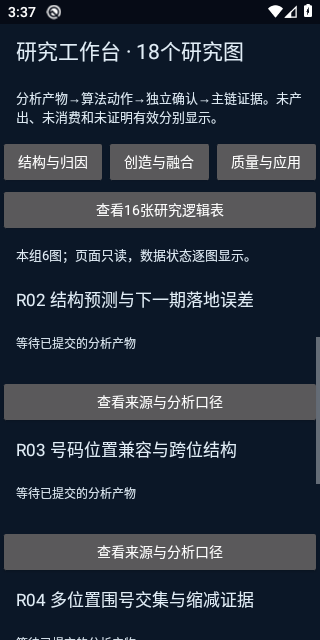 3:37
研究工作台 · 18个研究图
分析产物→算法动作→独立确认→主链证据。未产
出、未消费和未证明有效分别显示。
结构与归因 创造与融合 质量与应用
查看16张研究逻辑表
本组6图；页面只读，数据状态逐图显示。
R02 结构预测与下一期落地误差
等待已提交的分析产物
查看来源与分析口径
R03 号码位置兼容与跨位结构
等待已提交的分析产物
查看来源与分析口径
R04 多位置围号交集与缩减证据